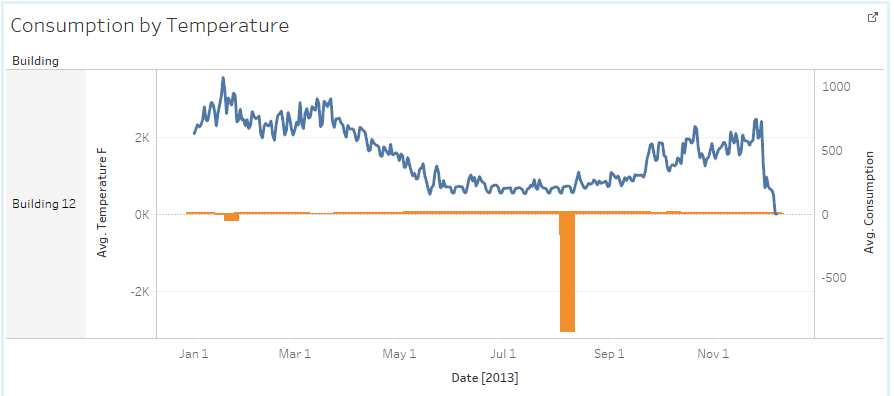 Consumption by Temperature
Building
Building 12
Avg. Temperature F
2K
0K
-2K
1000
500
0
-500
Avg. Consumption
Jan 1
Mar 1
May 1
Jul 1
Sep 1
Nov 1
Date [2013]